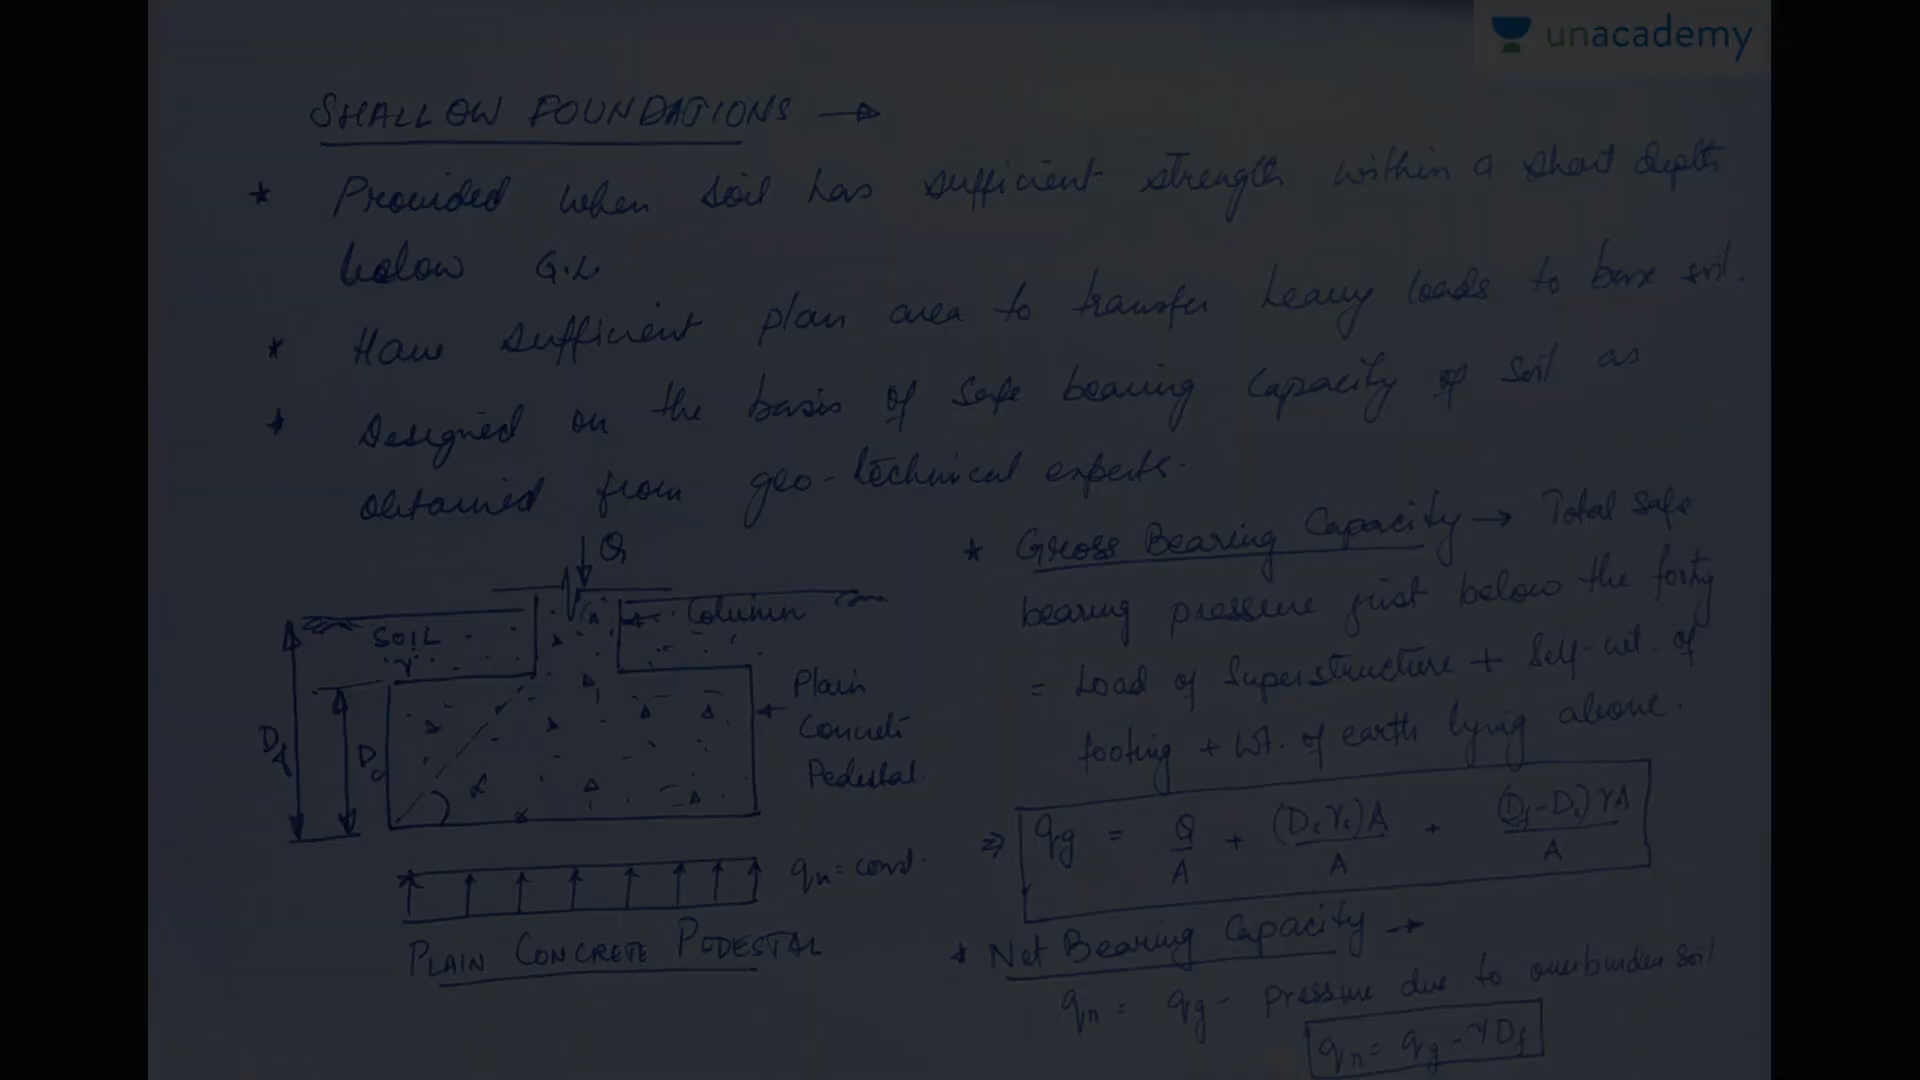 unacademy
SHALLOW FOUNDATIONS →
* Provided when soil has sufficient strength within a short depth
below G.L
* Have sufficient plan area to transfer heavy loads to base soil.
* Designed on the basis of safe bearing capacity of soil as
obtained from geo-technical experts.
Q
SOIL
γ
Column
Plain
Concrete
Pedestal
Df
Dc
α
qn = const.
PLAIN CONCRETE PEDESTAL
* Gross Bearing Capacity → Total safe
bearing pressure just below the footg
= Load of Superstructure + Self-wt. of
footing + wt. of earth lying above.
⇒ qg = Q/A + (Dcγc)A/A + (Df-Dc)γA/A
* Net Bearing Capacity →
qn = qg - Pressure due to overburden soil
qn = qg - γDf